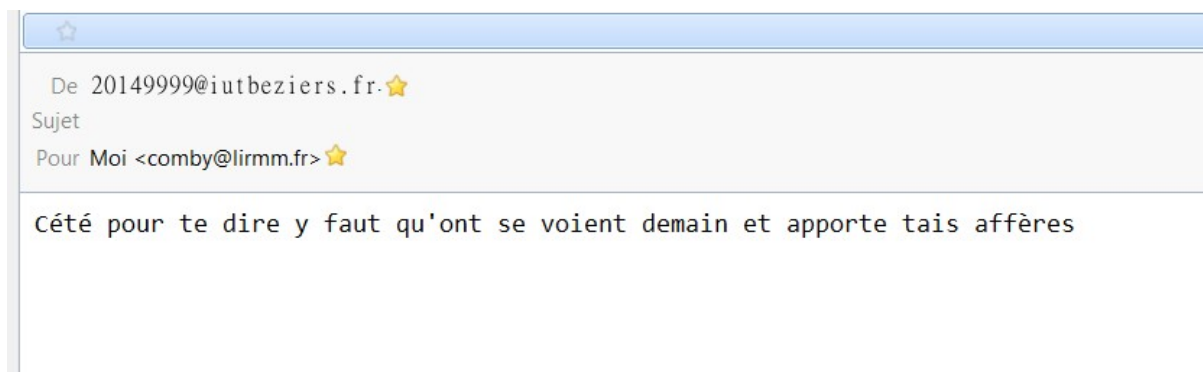 De 20149999@iutbeziers.fr.
Sujet
Pour Moi <comby@lirmm.fr>
Cété pour te dire y faut qu'ont se voient demain et apporte tais affères